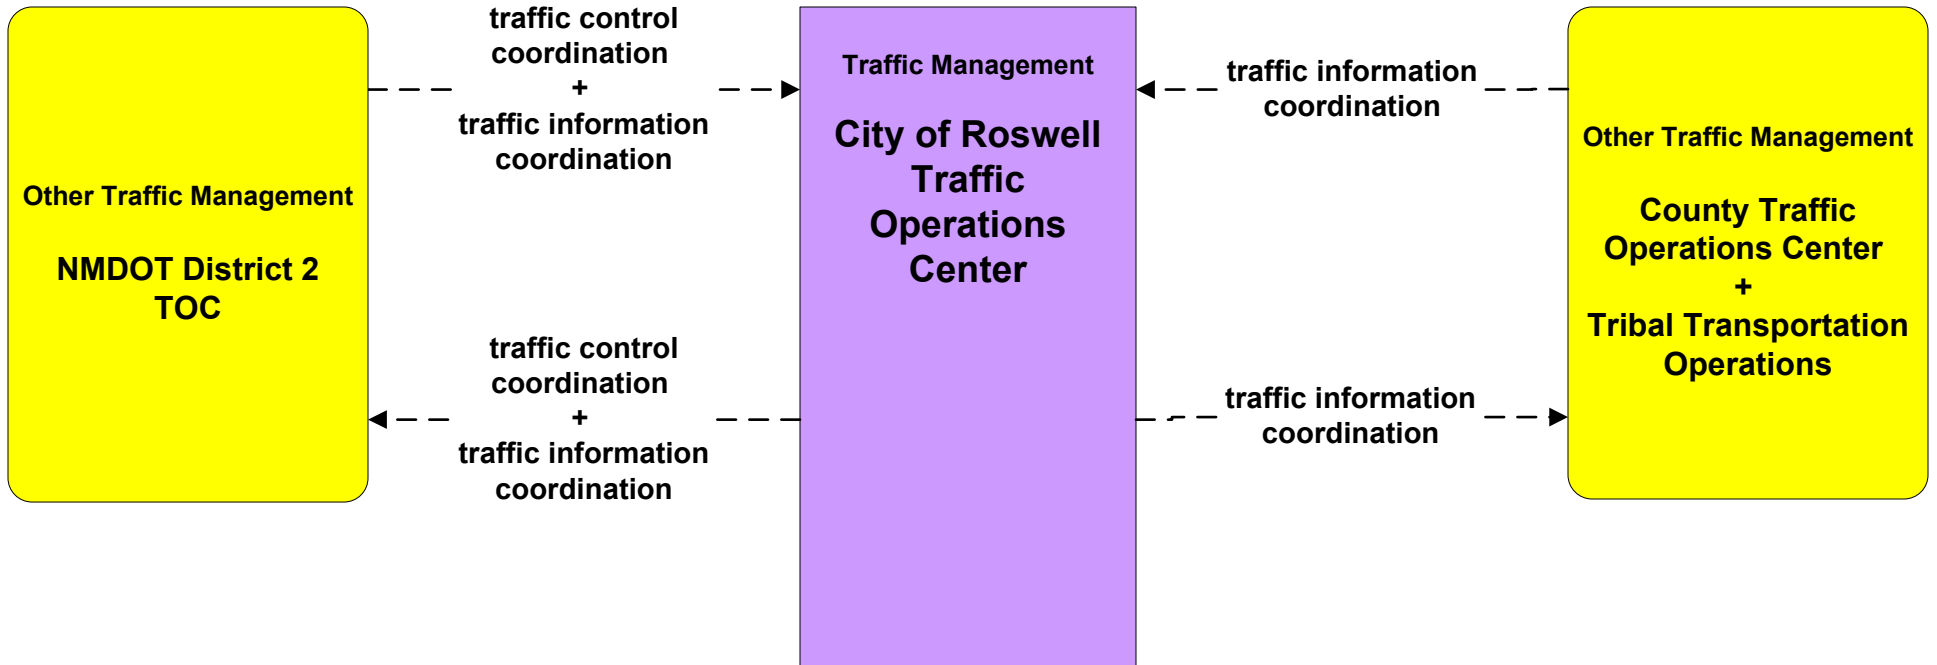 Other Traffic Management
NMDOT District 2
TOC
traffic control
coordination
+
traffic information
coordination
traffic control
coordination
+
traffic information
coordination
Traffic Management
City of Roswell
Traffic
Operations
Center
traffic information
coordination
traffic information
coordination
Other Traffic Management
County Traffic
Operations Center
+
Tribal Transportation
Operations